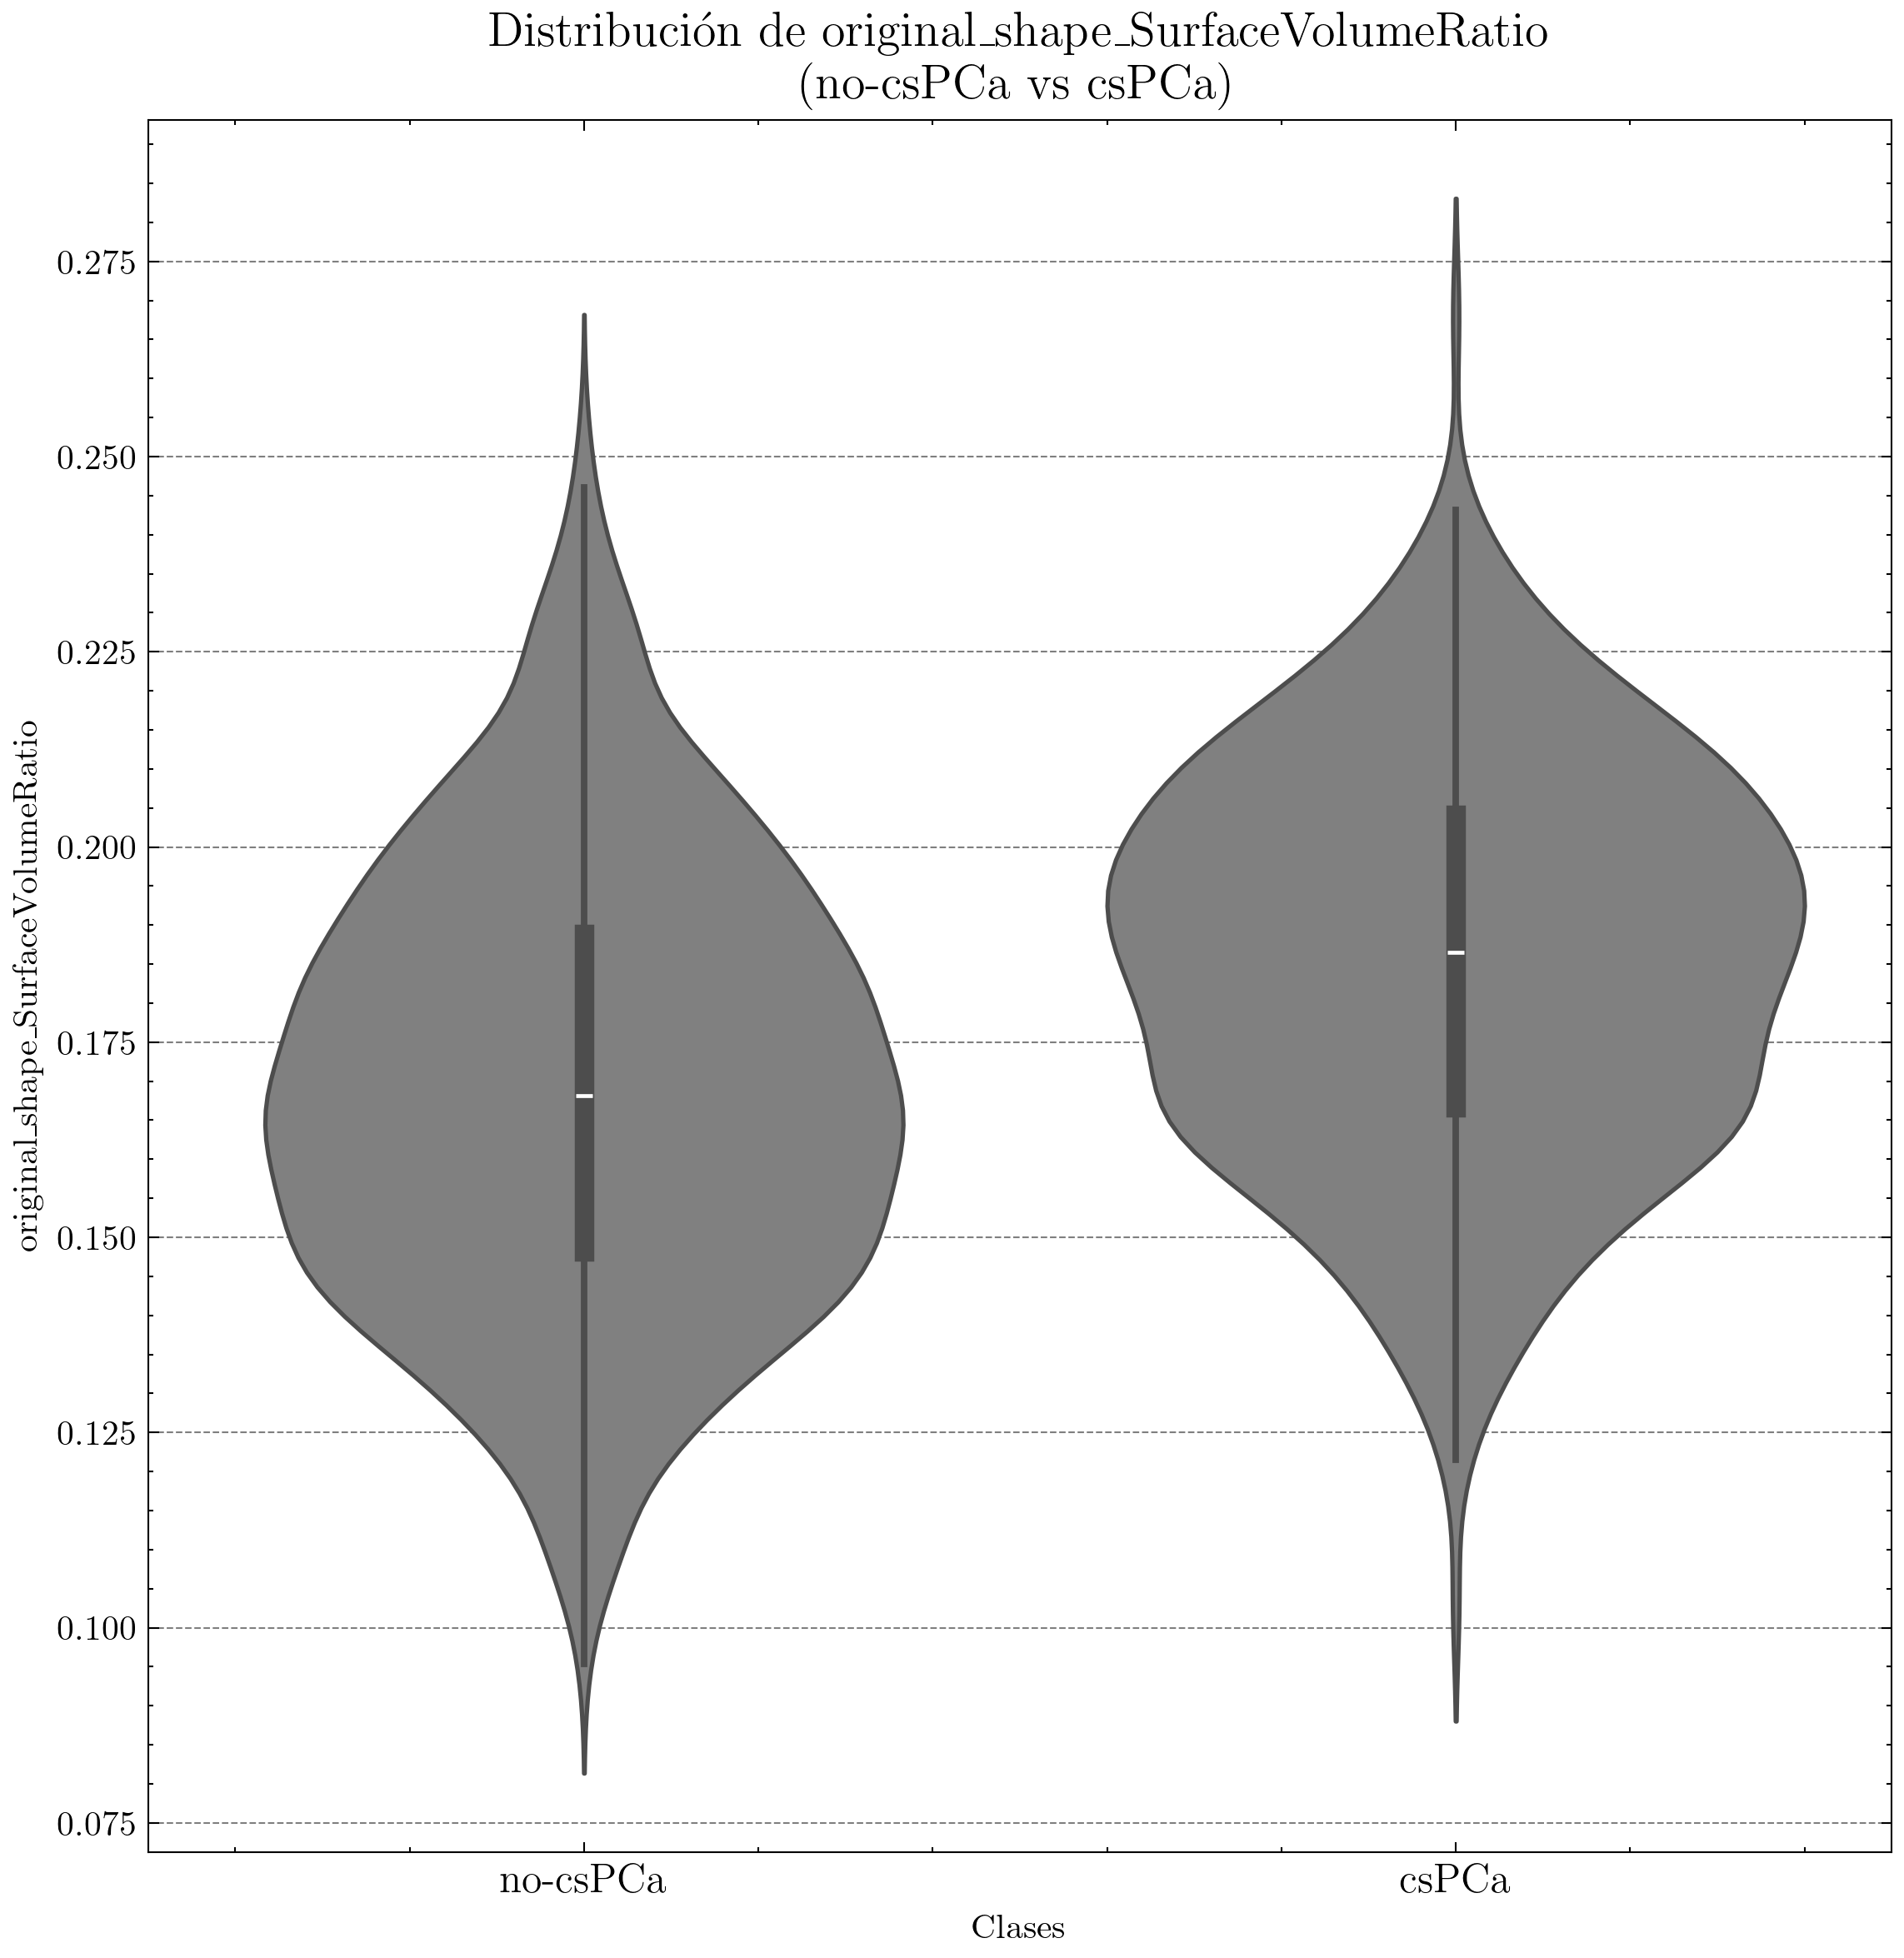 Distribución de original_shape_SurfaceVolumeRatio
(no-csPCa vs csPCa)
original_shape_SurfaceVolumeRatio
0.275
0.250
0.225
0.200
0.175
0.150
0.125
0.100
0.075
no-csPCa
csPCa
Clases